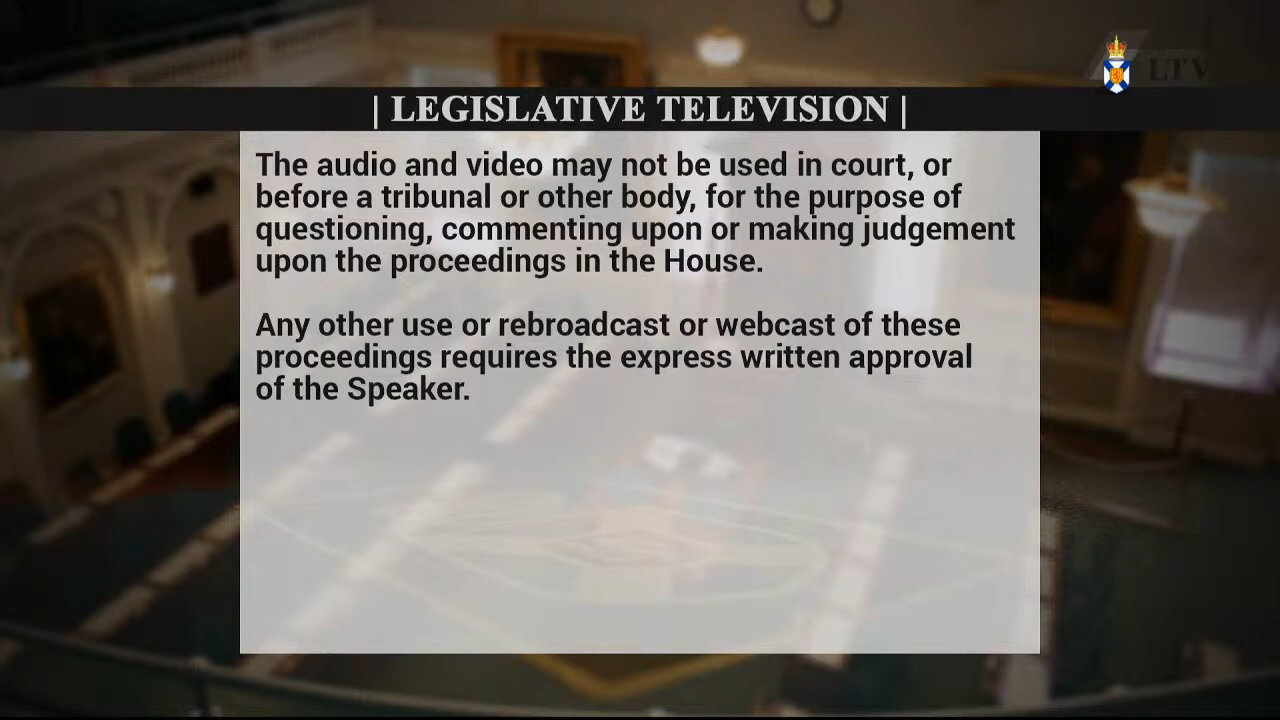 LTV
| LEGISLATIVE TELEVISION |
The audio and video may not be used in court, or
before a tribunal or other body, for the purpose of
questioning, commenting upon or making judgement
upon the proceedings in the House.
Any other use or rebroadcast or webcast of these
proceedings requires the express written approval
of the Speaker.